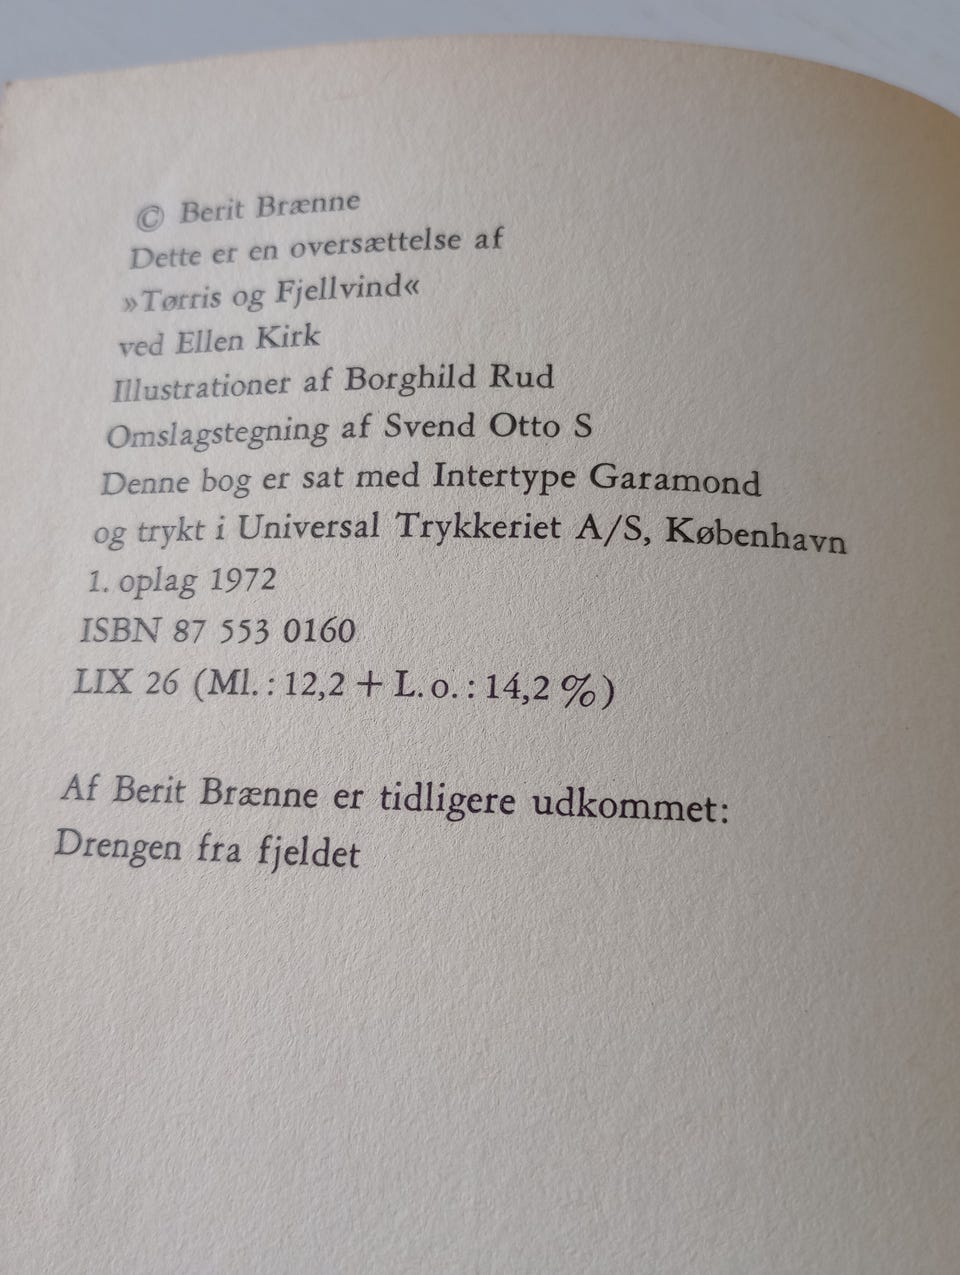 © Berit Brænne
Dette er en oversættelse af
»Tørris og Fjellvind«
ved Ellen Kirk
Illustrationer af Borghild Rud
Omslagstegning af Svend Otto S
Denne bog er sat med Intertype Garamond
og trykt i Universal Trykkeriet A/S, København
1. oplag 1972
ISBN 87 553 0160
LIX 26 (Ml.: 12,2 + L.o.: 14,2 %)
Af Berit Brænne er tidligere udkommet:
Drengen fra fjeldet